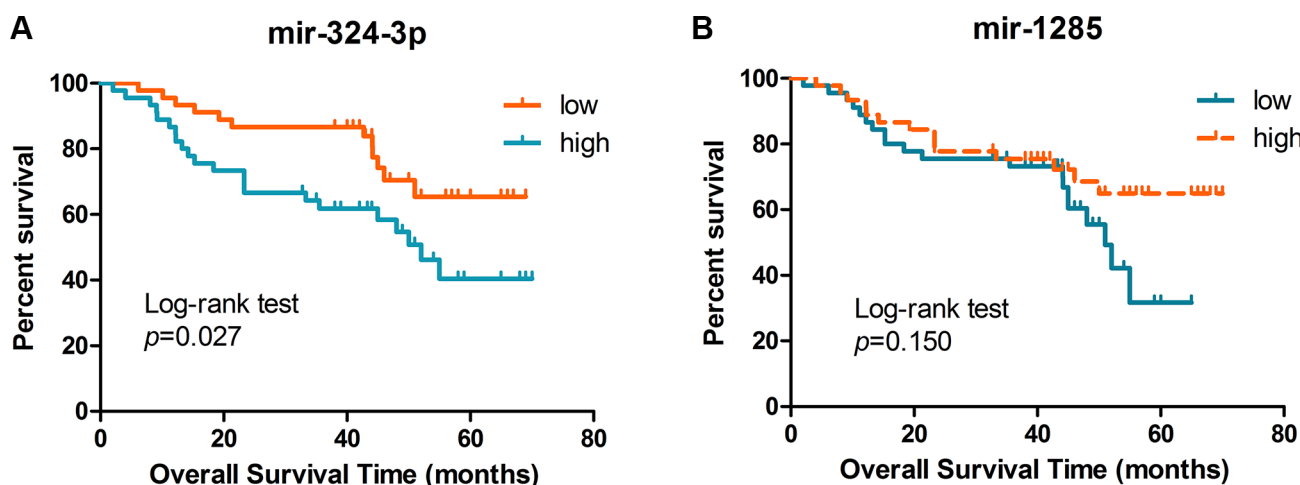 A
mir-324-3p
Percent survival
100
80
60
40
20
0
low
high
Log-rank test
p=0.027
0 20 40 60 80
Overall Survival Time (months)
B
mir-1285
Percent survival
100
80
60
40
20
0
low
high
Log-rank test
p=0.150
0 20 40 60 80
Overall Survival Time (months)